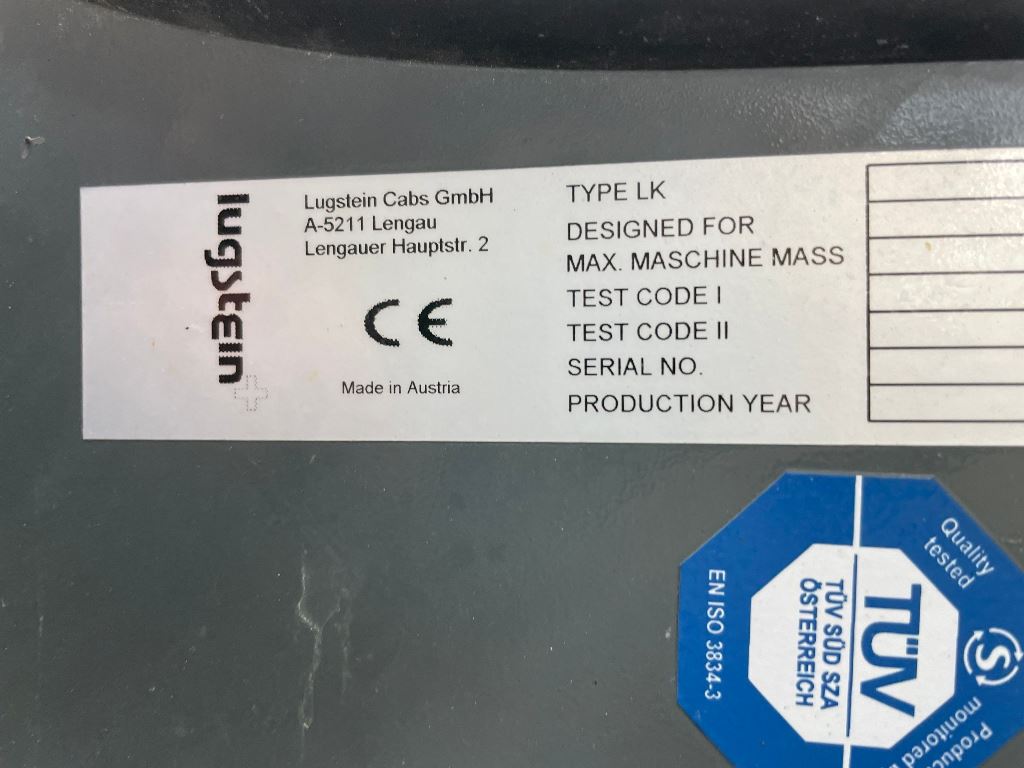 lugstein
Lugstein Cabs GmbH
A-5211 Lengau
Lengauer Hauptstr. 2
CE
Made in Austria
TYPE LK
DESIGNED FOR
MAX. MASCHINE MASS
TEST CODE I
TEST CODE II
SERIAL NO.
PRODUCTION YEAR
Quality
tested
TÜV
TÜV SÜD SZA
ÖSTERREICH
EN ISO 3834-3
S
monitored